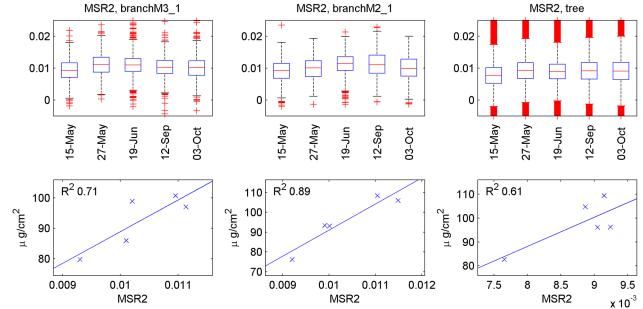 MSR2, branchM3_1
MSR2, branchM2_1
MSR2, tree
0.02
0.01
0
15-May
27-May
19-Jun
12-Sep
03-Oct
0.02
0.01
0
15-May
27-May
19-Jun
12-Sep
03-Oct
0.02
0.01
0
15-May
27-May
19-Jun
12-Sep
03-Oct
R² 0.71
μ g/cm²
100
90
80
0.009
0.01
0.011
MSR2
R² 0.89
μ g/cm²
110
100
90
80
70
0.009
0.01
0.011
0.012
MSR2
R² 0.61
μ g/cm²
110
100
90
80
7.5
8
8.5
9
9.5
x 10⁻³
MSR2